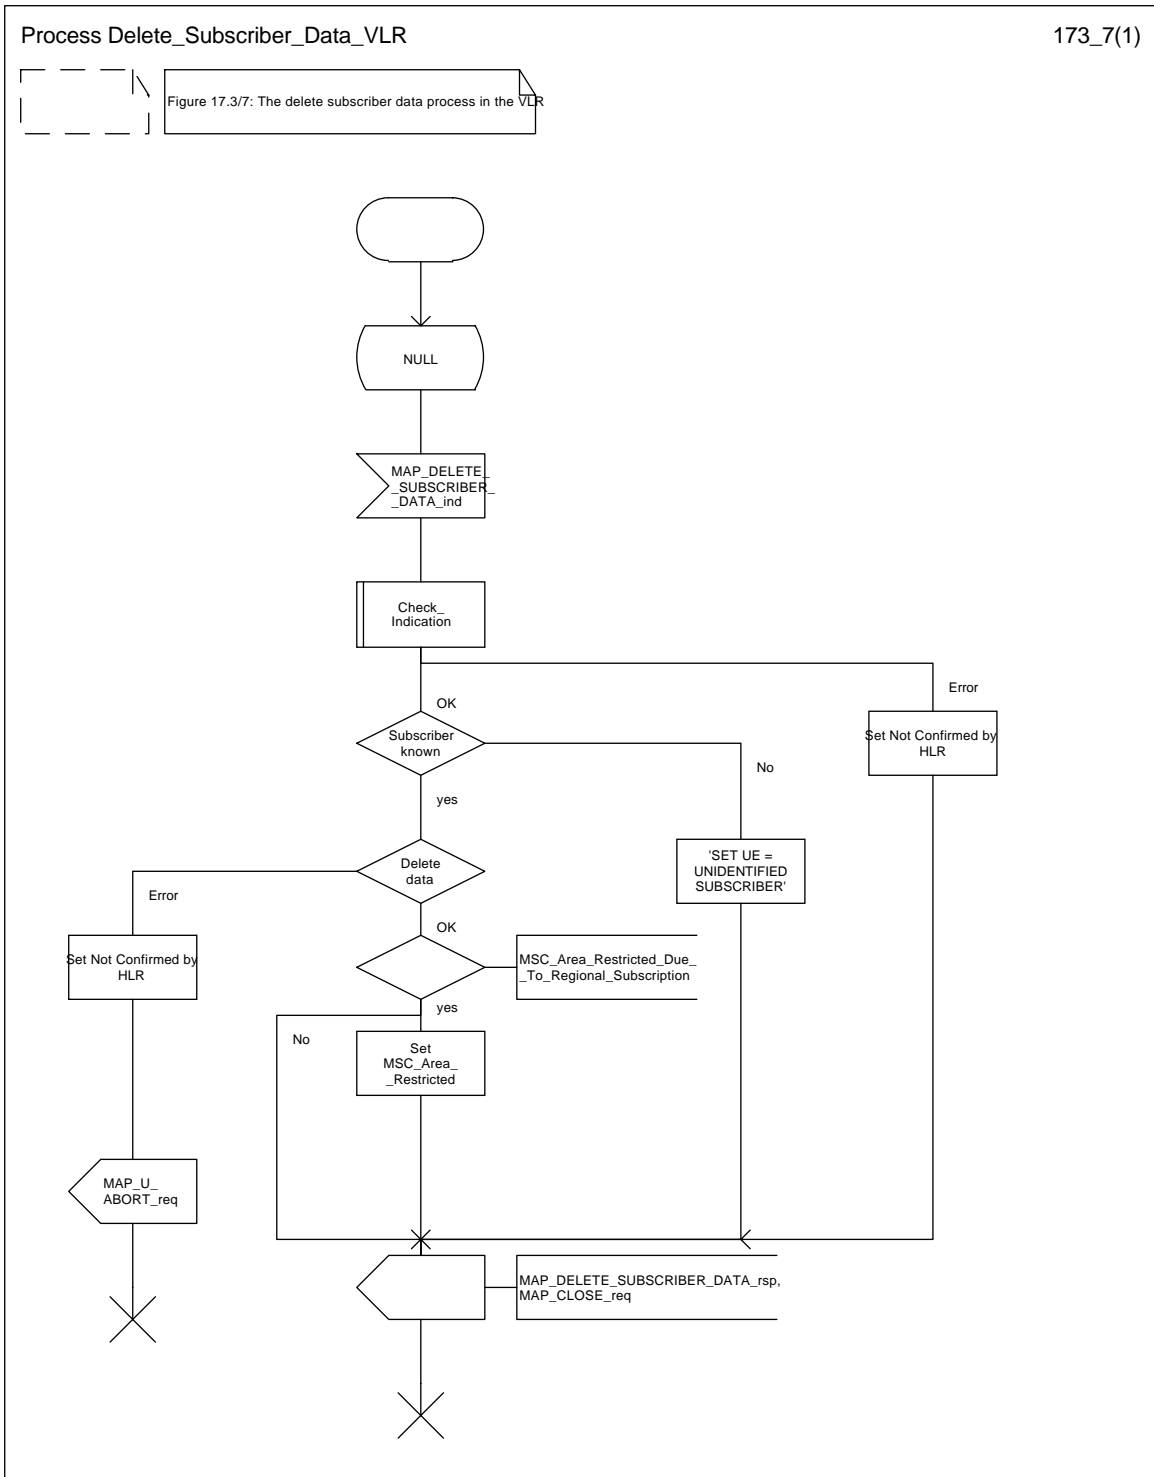 Process Delete_Subscriber_Data_VLR
173_7(1)
Figure 17.3/7: The delete subscriber data process in the VLR
NULL
MAP_DELETE_
_SUBSCRIBER_
_DATA_ind
Check_
Indication
Error
OK
Subscriber
known
Set Not Confirmed by
HLR
No
yes
Delete
data
'SET UE =
UNIDENTIFIED
SUBSCRIBER'
Error
OK
Set Not Confirmed by
HLR
MSC_Area_Restricted_Due_
_To_Regional_Subscription
yes
No
Set
MSC_Area_
_Restricted
MAP_U_
ABORT_req
MAP_DELETE_SUBSCRIBER_DATA_rsp,
MAP_CLOSE_req